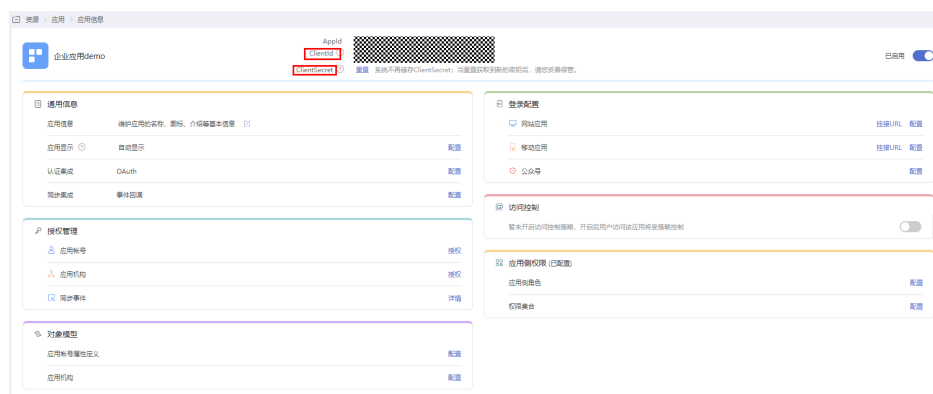 资源 > 应用 > 应用信息
企业应用demo
AppId
ClientId
ClientSecret
重置 系统不再储存ClientSecret；当重置获取到新的密钥后，请您妥善保管。
已启用
通用信息
应用信息 维护应用的名称、图标、介绍等基本信息
应用显示 自动显示 配置
认证集成 OAuth 配置
同步集成 事件回调 配置
授权管理
应用帐号 授权
应用机构 授权
同步事件 详情
对象模型
应用帐号属性定义 配置
应用机构 配置
登录配置
网站应用 挂接URL 配置
移动应用 挂接URL 配置
公众号 配置
访问控制
暂未开启访问控制策略，开启后用户访问该应用将受策略控制
应用侧权限 (已配置)
应用侧角色 配置
权限集合 配置